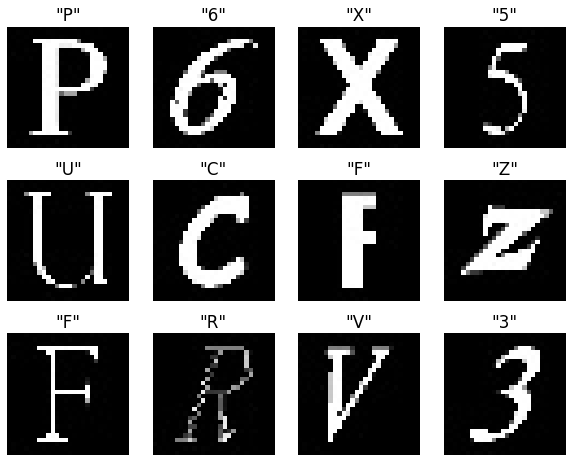 "P" "6" "X" "5"
P 6 X 5
"U" "C" "F" "Z"
U C F Z
"F" "R" "V" "3"
F R V 3